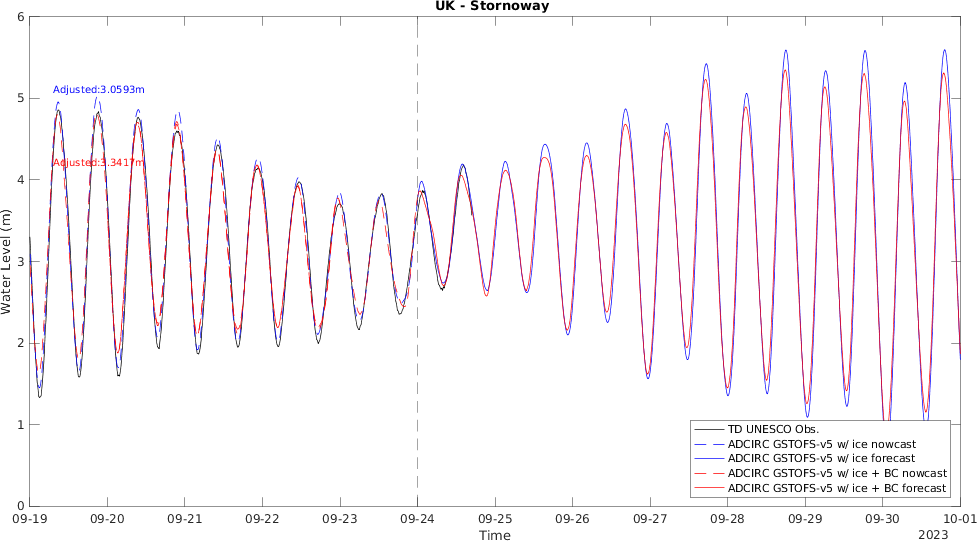 UK - Stornoway
6
5
4
3
2
1
0
Water Level (m)
Adjusted:3.0593m
Adjusted:3.3417m
TD UNESCO Obs.
ADCIRC GSTOFS-v5 w/ ice nowcast
ADCIRC GSTOFS-v5 w/ ice forecast
ADCIRC GSTOFS-v5 w/ ice + BC nowcast
ADCIRC GSTOFS-v5 w/ ice + BC forecast
09-19 09-20 09-21 09-22 09-23 09-24 09-25 09-26 09-27 09-28 09-29 09-30 10-01
Time
2023